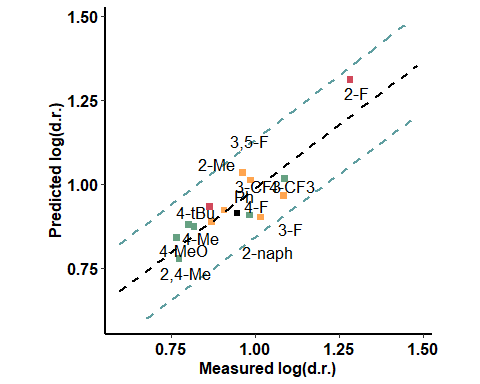 1.50
1.25
1.00
0.75
Predicted log(d.r.)
2-F
3,5-F
2-Me
3-CF3
4-CF3
Ph
4-tBu
4-F
3-F
4-Me
4-MeO
2-naph
2,4-Me
0.75
1.00
1.25
1.50
Measured log(d.r.)